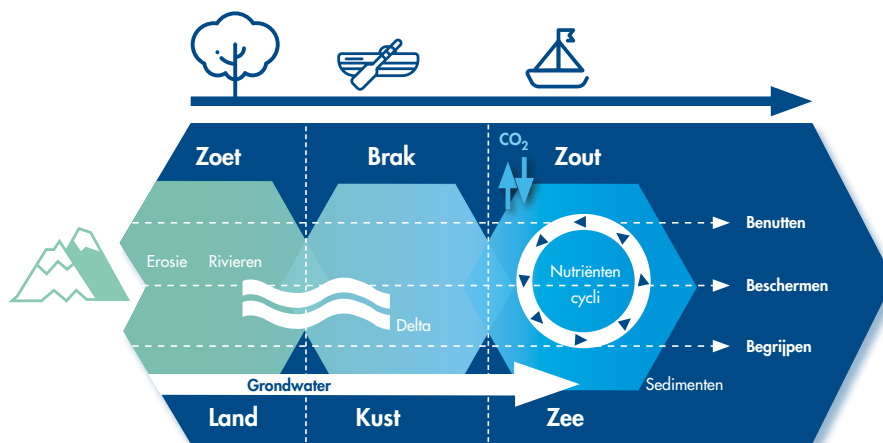 CO₂
Zoet
Brak
Zout
Benutten
Erosie
Rivieren
Nutriënten
cycli
Beschermen
Delta
Begrijpen
Grondwater
Sedimenten
Land
Kust
Zee